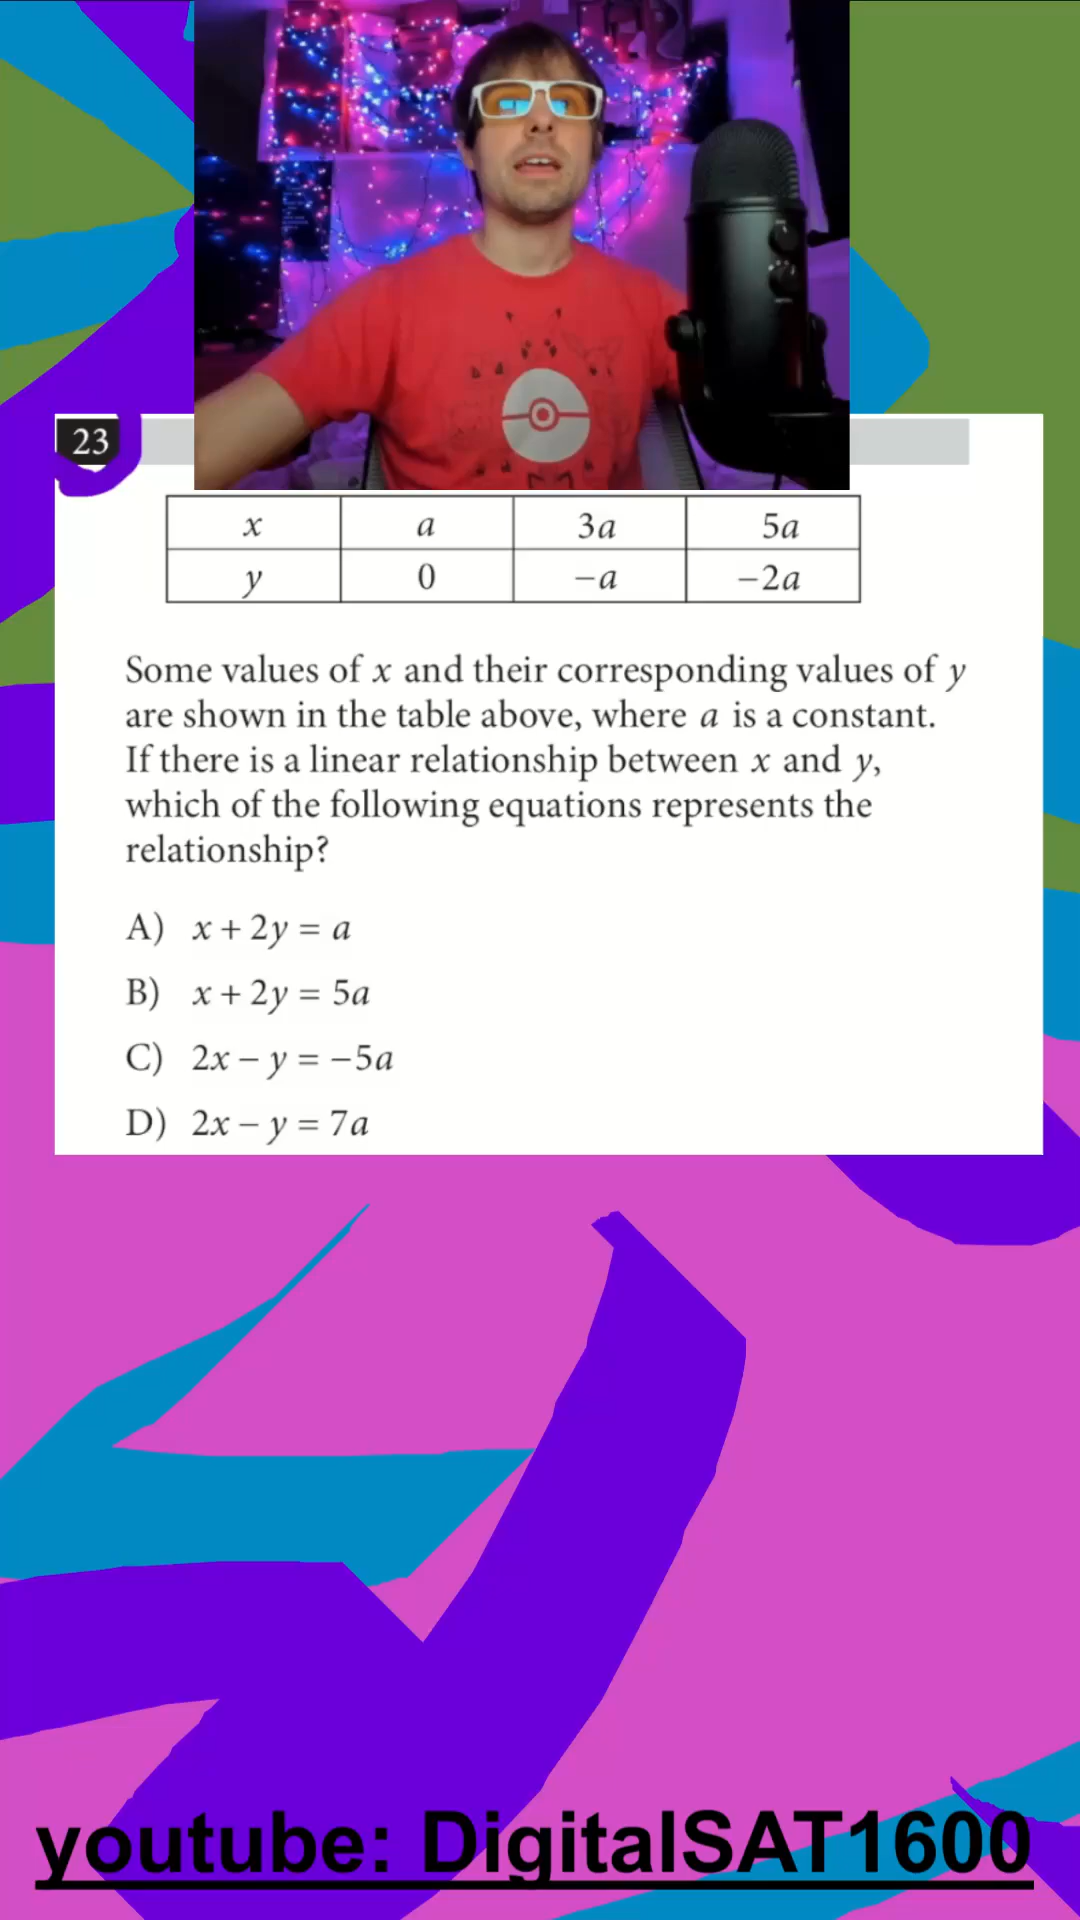 23
x a 3a 5a
y 0 −a −2a
Some values of x and their corresponding values of y
are shown in the table above, where a is a constant.
If there is a linear relationship between x and y,
which of the following equations represents the
relationship?
A) x + 2y = a
B) x + 2y = 5a
C) 2x − y = −5a
D) 2x − y = 7a
youtube: DigitalSAT1600